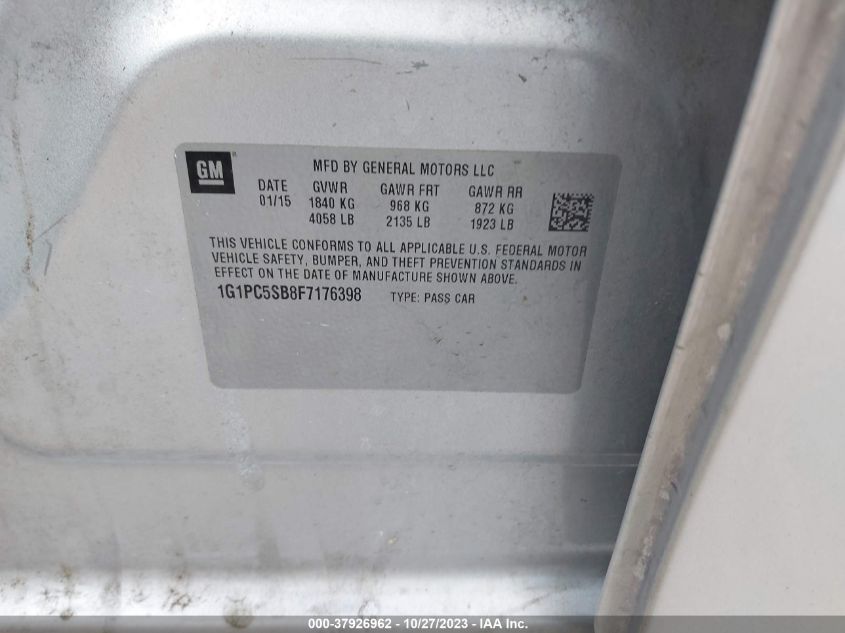 GM
MFD BY GENERAL MOTORS LLC
DATE GVWR GAWR FRT GAWR RR
01/15 1840 KG 968 KG 872 KG
4058 LB 2135 LB 1923 LB
THIS VEHICLE CONFORMS TO ALL APPLICABLE U.S. FEDERAL MOTOR
VEHICLE SAFETY, BUMPER, AND THEFT PREVENTION STANDARDS IN
EFFECT ON THE DATE OF MANUFACTURE SHOWN ABOVE.
1G1PC5SB8F7176398 TYPE: PASS CAR
000-37926962 | 10/27/2023 | IAA Inc.